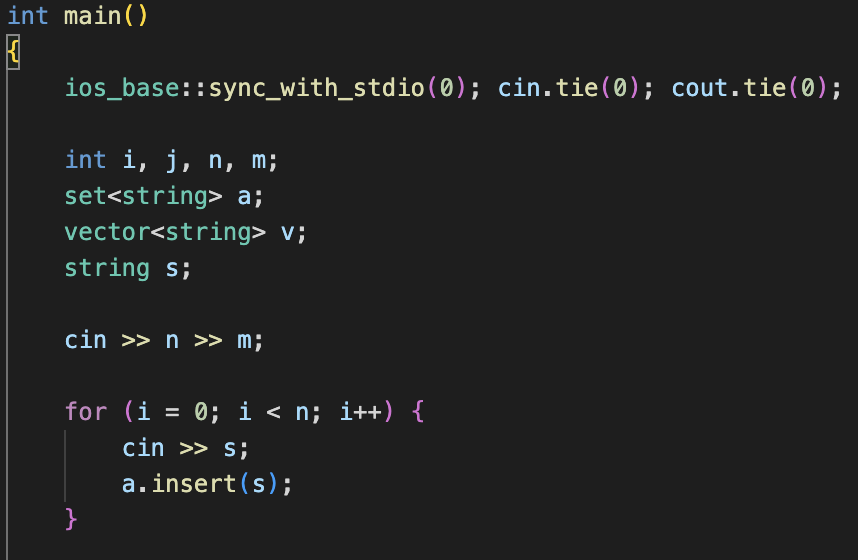 int main()
{
    ios_base::sync_with_stdio(0); cin.tie(0); cout.tie(0);
    int i, j, n, m;
    set<string> a;
    vector<string> v;
    string s;
    cin >> n >> m;
    for (i = 0; i < n; i++) {
        cin >> s;
        a.insert(s);
    }